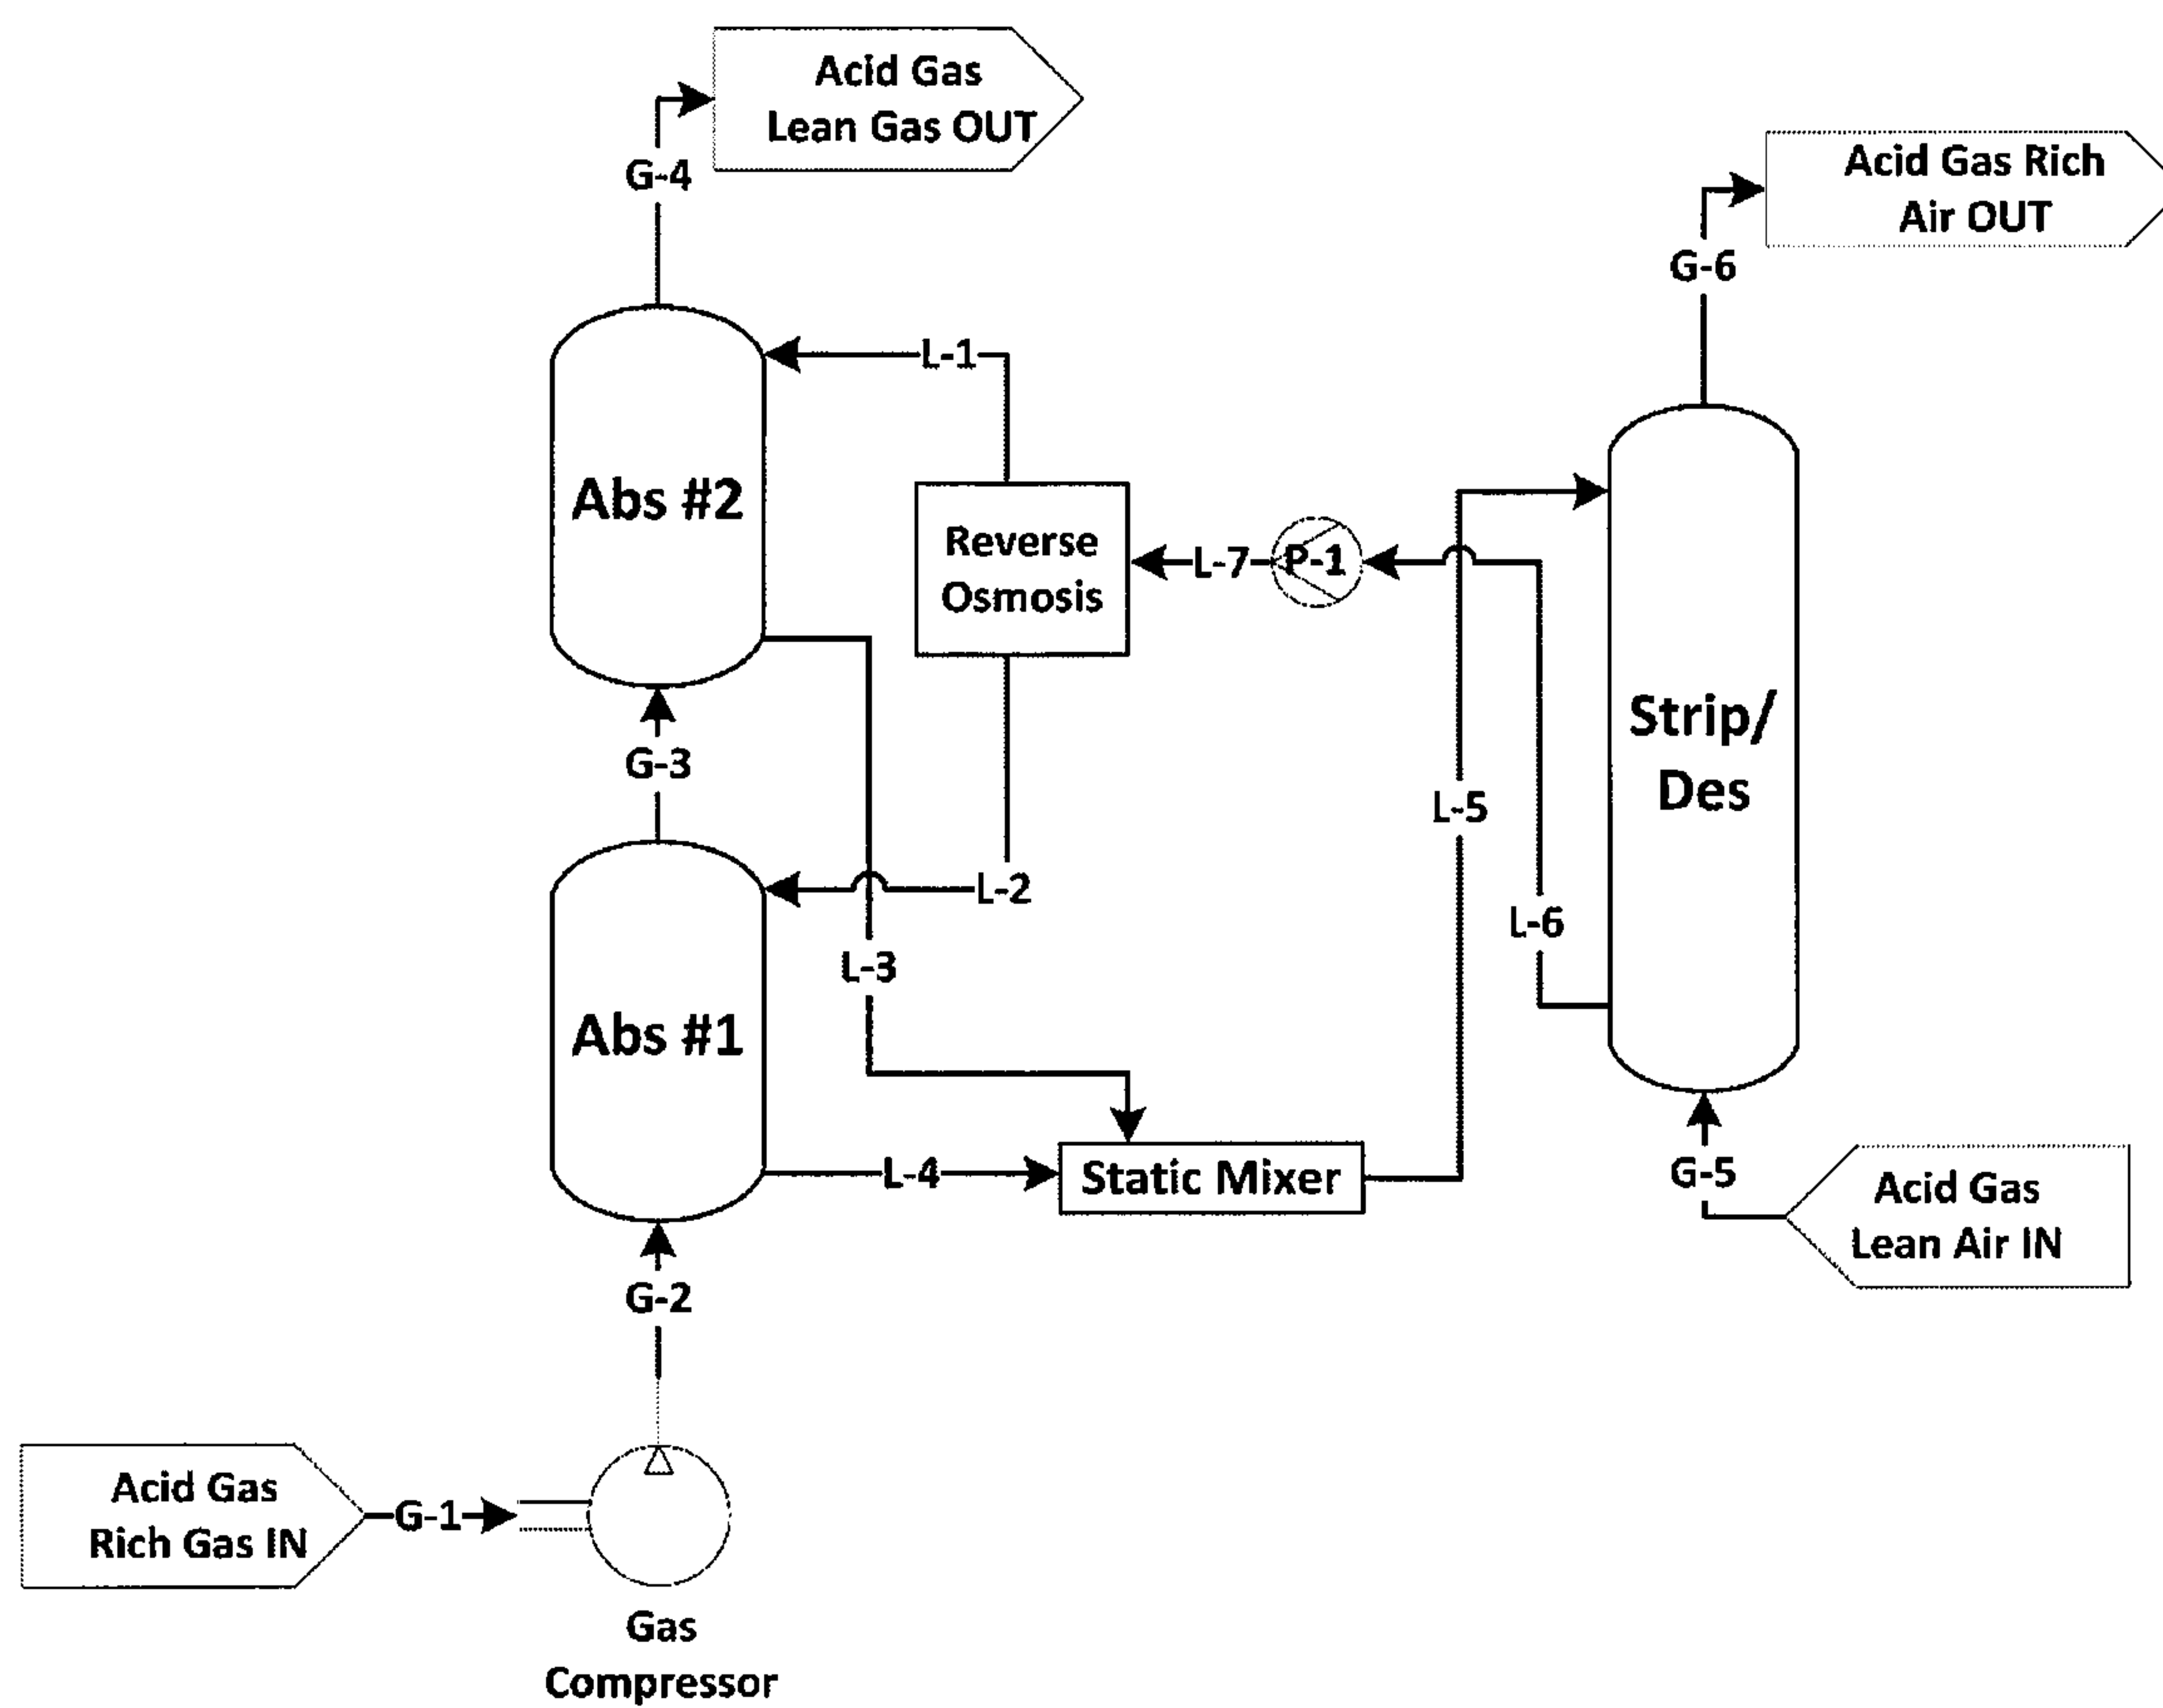 Acid Gas
Lean Gas OUT
G-4
Acid Gas Rich
Air OUT
G-6
L-1
Abs #2
Reverse
Osmosis
L-7
P-1
Strip/
Des
G-3
L-5
L-2
L-6
L-3
Abs #1
L-4
Static Mixer
G-5
Acid Gas
Lean Air IN
G-2
Acid Gas
Rich Gas IN
G-1
Gas
Compressor